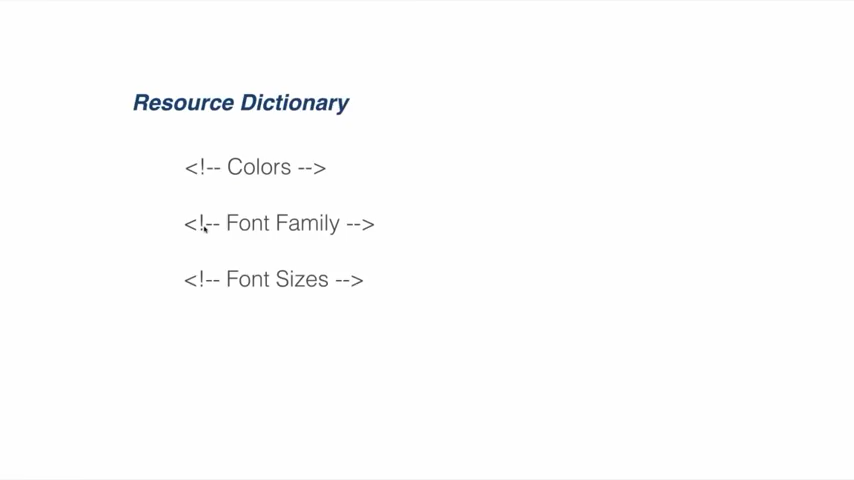 Resource Dictionary
<!-- Colors -->
<!-- Font Family -->
<!-- Font Sizes -->